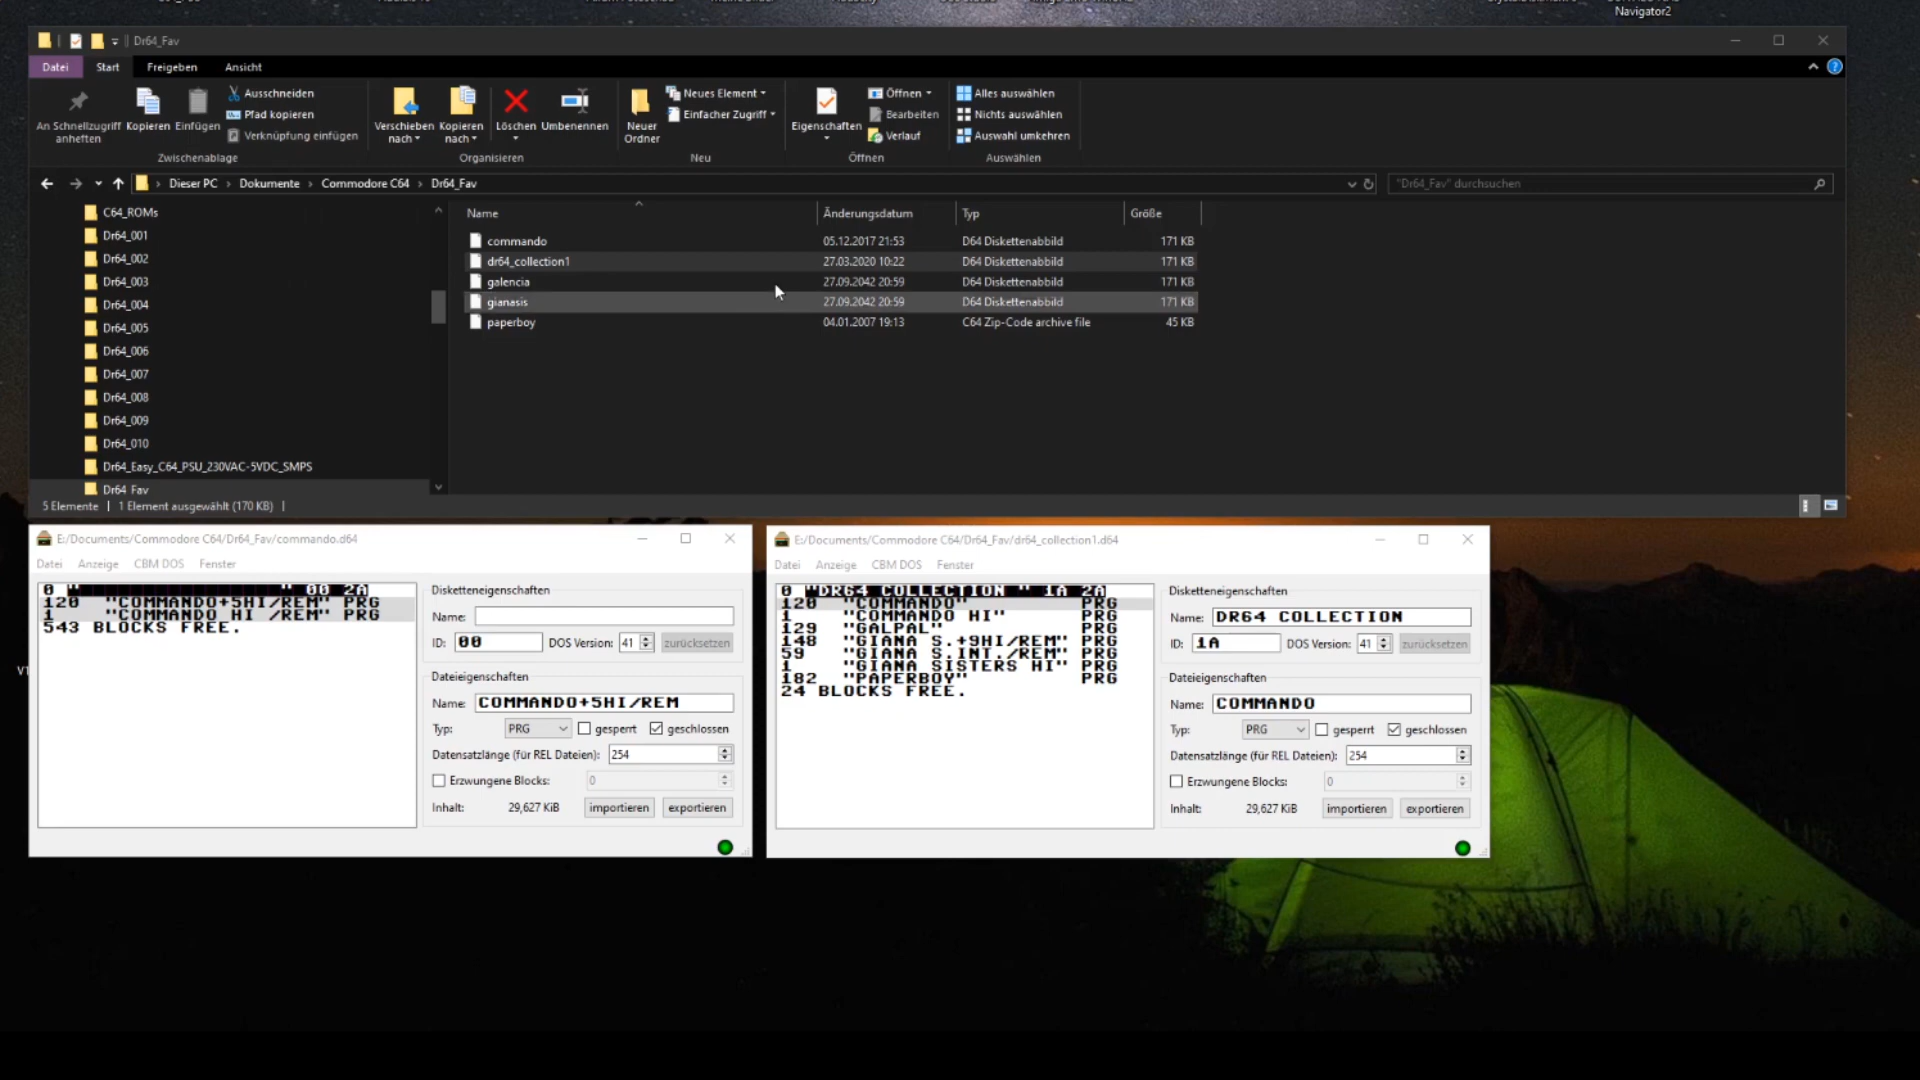 Navigator2
Dr64_Fav
Datei Start Freigeben Ansicht
An Schnellzugriff anheften
Kopieren
Einfügen
Ausschneiden
Pfad kopieren
Verknüpfung einfügen
Zwischenablage
Verschieben nach
Kopieren nach
Löschen
Umbenennen
Organisieren
Neuer Ordner
Neues Element
Einfacher Zugriff
Neu
Eigenschaften
Öffnen
Bearbeiten
Verlauf
Öffnen
Alles auswählen
Nichts auswählen
Auswahl umkehren
Auswählen
Dieser PC › Dokumente › Commodore C64 › Dr64_Fav
"Dr64_Fav" durchsuchen
C64_ROMs
Dr64_001
Dr64_002
Dr64_003
Dr64_004
Dr64_005
Dr64_006
Dr64_007
Dr64_008
Dr64_009
Dr64_010
Dr64_Easy_C64_PSU_230VAC-5VDC_SMPS
Dr64_Fav
Name Änderungsdatum Typ Größe
commando 05.12.2017 21:53 D64 Diskettenabbild 171 KB
dr64_collection1 27.03.2020 10:22 D64 Diskettenabbild 171 KB
galencia 27.09.2042 20:59 D64 Diskettenabbild 171 KB
gianasis 27.09.2042 20:59 D64 Diskettenabbild 171 KB
paperboy 04.01.2007 19:13 C64 Zip-Code archive file 45 KB
5 Elemente | 1 Element ausgewählt (170 KB) |
E:/Documents/Commodore C64/Dr64_Fav/commando.d64
Datei Anzeige CBM DOS Fenster
0 " " 00 2A
120 "COMMANDO+5HI/REM" PRG
1 "COMMANDO HI /REM" PRG
543 BLOCKS FREE.
Disketteneigenschaften
Name:
ID: 00 DOS Version: 41 zurücksetzen
Dateieigenschaften
Name: COMMANDO+5HI/REM
Typ: PRG gesperrt geschlossen
Datensatzlänge (für REL Dateien): 254
Erzwungene Blocks: 0
Inhalt: 29,627 KiB importieren exportieren
E:/Documents/Commodore C64/Dr64_Fav/dr64_collection1.d64
Datei Anzeige CBM DOS Fenster
0 "DR64 COLLECTION " 1A 2A
120 "COMMANDO" PRG
1 "COMMANDO HI" PRG
129 "GALPAL" PRG
148 "GIANA S.+9HI/REM" PRG
59 "GIANA S.INT./REM" PRG
1 "GIANA SISTERS HI" PRG
182 "PAPERBOY" PRG
24 BLOCKS FREE.
Disketteneigenschaften
Name: DR64 COLLECTION
ID: 1A DOS Version: 41 zurücksetzen
Dateieigenschaften
Name: COMMANDO
Typ: PRG gesperrt geschlossen
Datensatzlänge (für REL Dateien): 254
Erzwungene Blocks: 0
Inhalt: 29,627 KiB importieren exportieren